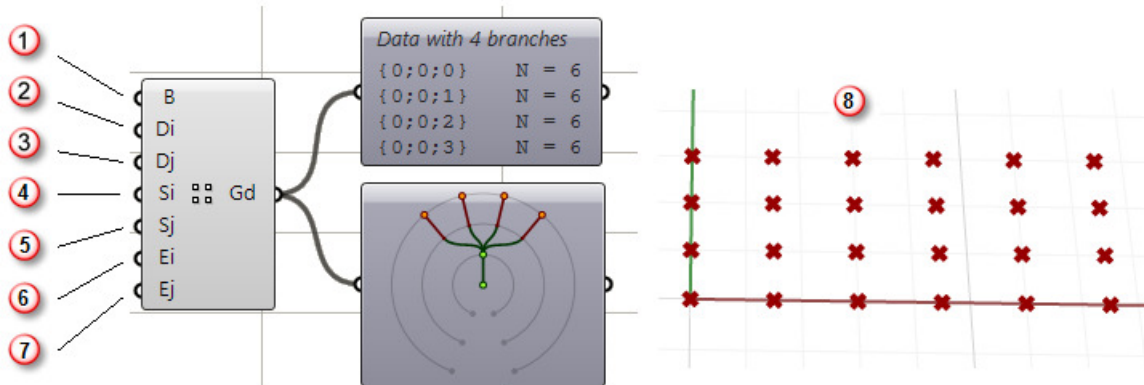 1
2
3
4
5
6
7
B
Di
Dj
Si
Sj
Ei
Ej
Gd
Data with 4 branches
{0;0;0} N = 6
{0;0;1} N = 6
{0;0;2} N = 6
{0;0;3} N = 6
8